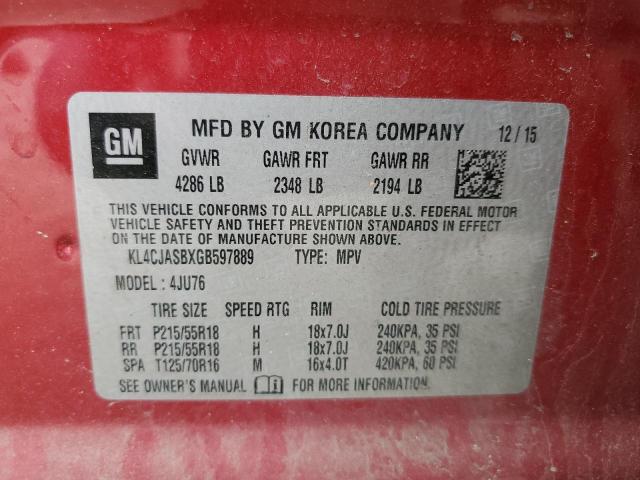 GM
MFD BY GM KOREA COMPANY 12/15
GVWR GAWR FRT GAWR RR
4286 LB 2348 LB 2194 LB
THIS VEHICLE CONFORMS TO ALL APPLICABLE U.S. FEDERAL MOTOR
VEHICLE SAFETY AND THEFT PREVENTION STANDARDS IN EFFECT
ON THE DATE OF MANUFACTURE SHOWN ABOVE.
KL4CJASBXGB597889 TYPE: MPV
MODEL : 4JU76
TIRE SIZE SPEED RTG RIM COLD TIRE PRESSURE
FRT P215/55R18 H 18x7.0J 240KPA, 35 PSI
RR P215/55R18 H 18x7.0J 240KPA, 35 PSI
SPA T125/70R16 M 16x4.0T 420KPA, 60 PSI
SEE OWNER'S MANUAL FOR MORE INFORMATION.